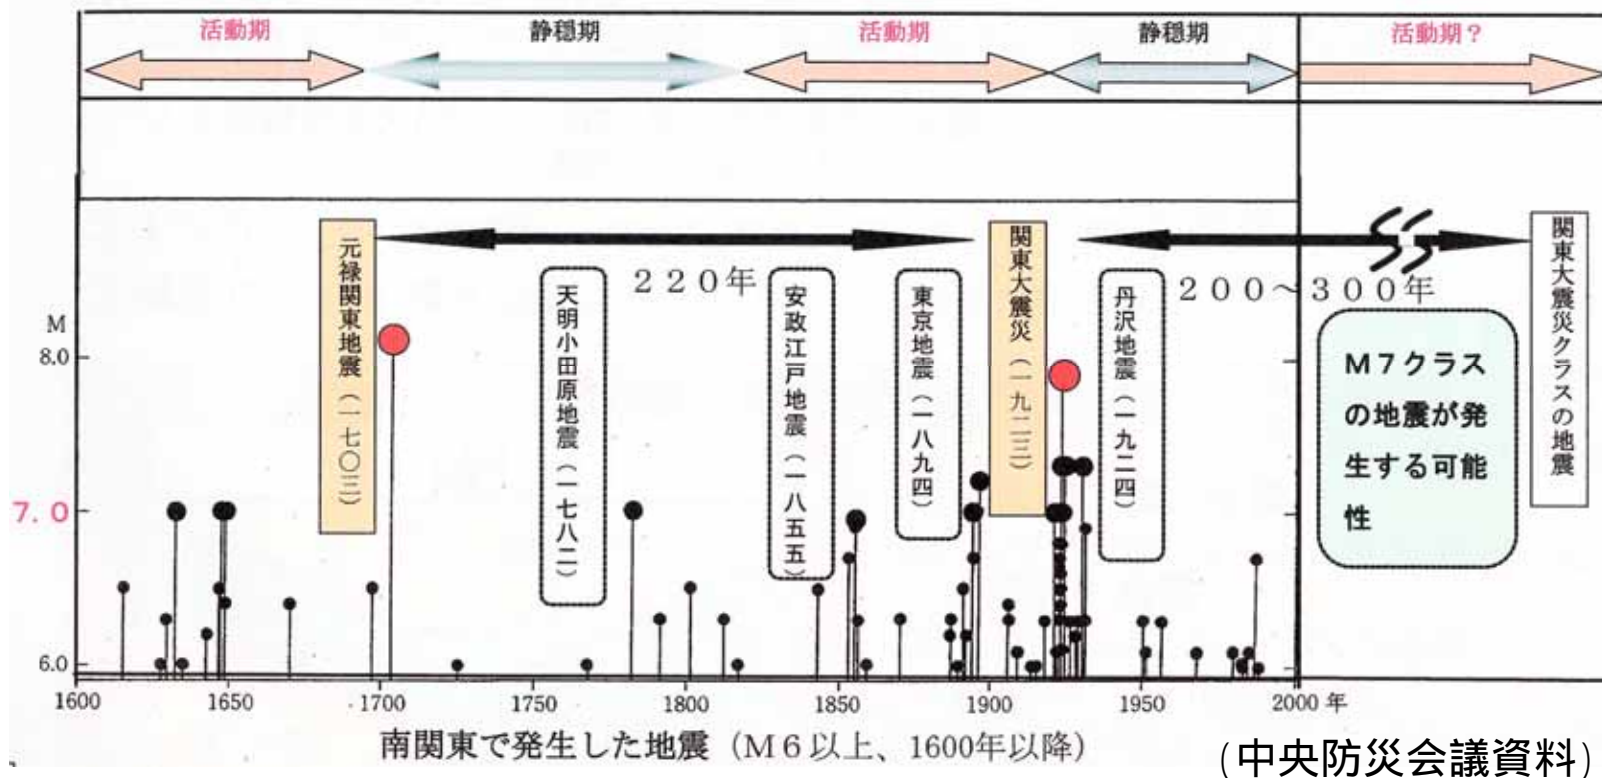 活動期
静穏期
活動期
静穏期
活動期?
元禄関東地震(一七〇三)
220年
関東大震災(一九二三)
200~300年
関東大震災クラスの地震
天明小田原地震(一七八二)
安政江戸地震(一八五五)
東京地震(一八九四)
丹沢地震(一九二四)
M7クラス
の地震が発
生する可能
性
M
8.0
7.0
6.0
1600
1650
1700
1750
1800
1850
1900
1950
2000 年
南関東で発生した地震(M6以上、1600年以降)
(中央防災会議資料)